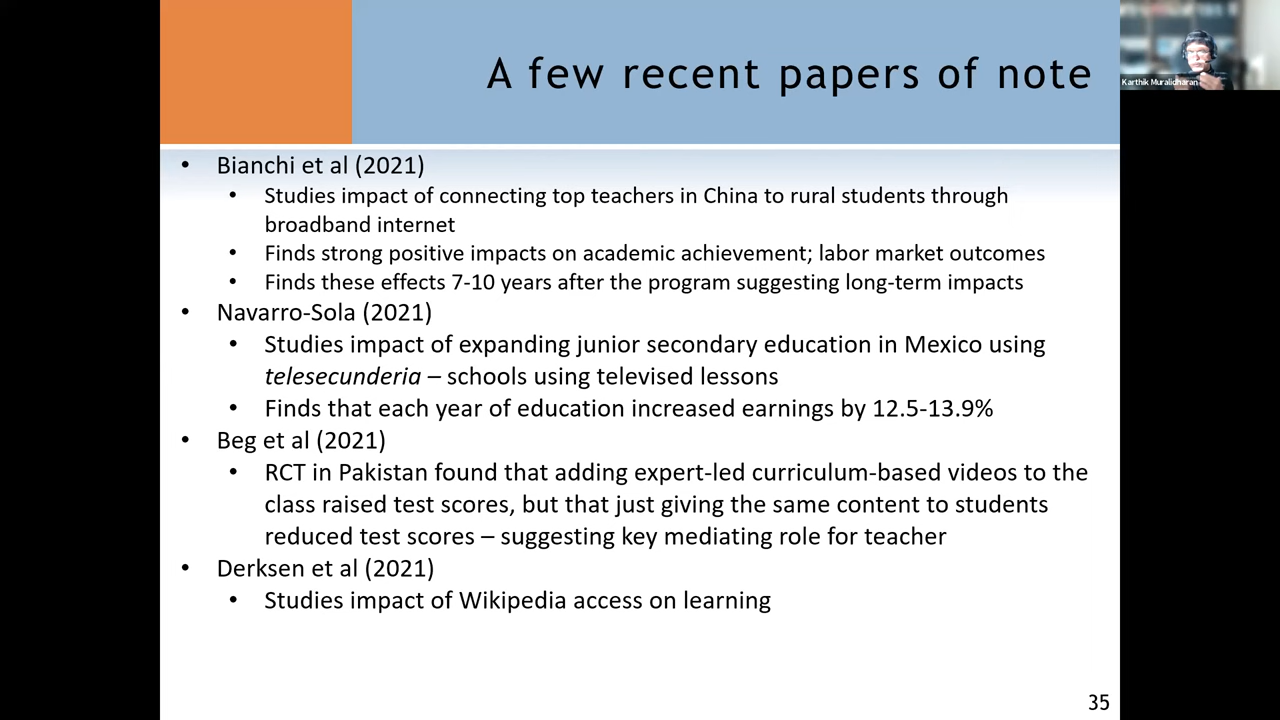 A few recent papers of note
Karthik Muralidharan
• Bianchi et al (2021)
• Studies impact of connecting top teachers in China to rural students through
broadband internet
• Finds strong positive impacts on academic achievement; labor market outcomes
• Finds these effects 7-10 years after the program suggesting long-term impacts
• Navarro-Sola (2021)
• Studies impact of expanding junior secondary education in Mexico using
telesecunderia – schools using televised lessons
• Finds that each year of education increased earnings by 12.5-13.9%
• Beg et al (2021)
• RCT in Pakistan found that adding expert-led curriculum-based videos to the
class raised test scores, but that just giving the same content to students
reduced test scores – suggesting key mediating role for teacher
• Derksen et al (2021)
• Studies impact of Wikipedia access on learning
35